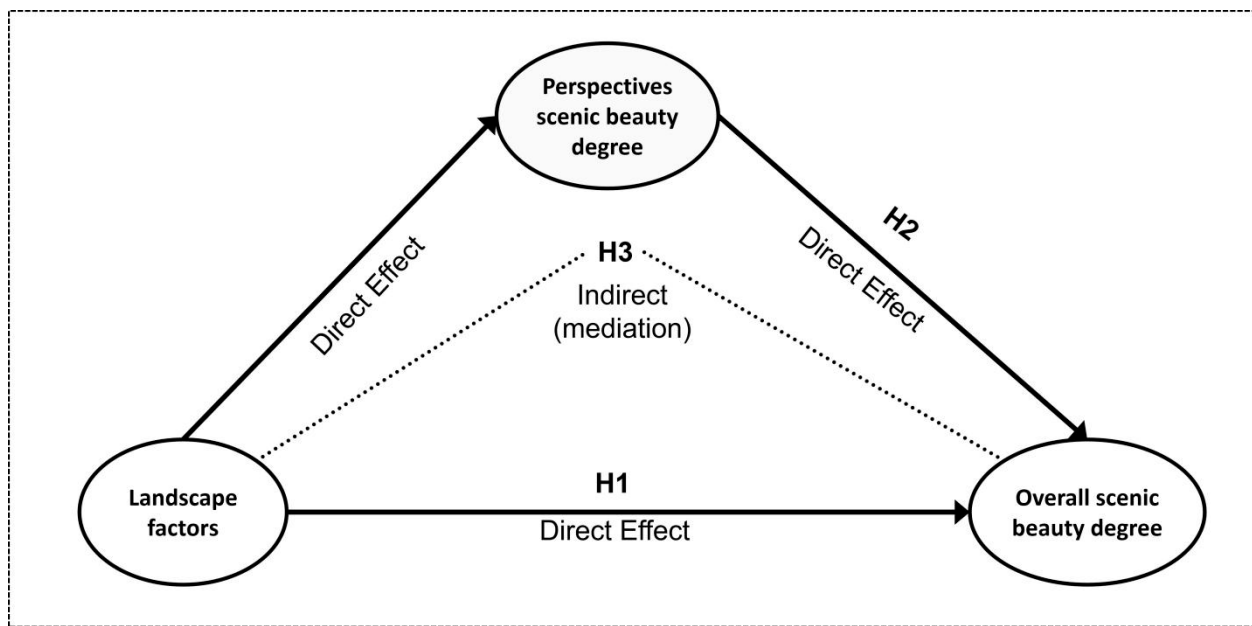 Perspectives
scenic beauty
degree
H2
Direct Effect
Direct Effect
H3
Indirect
(mediation)
Landscape
factors
H1
Direct Effect
Overall scenic
beauty degree